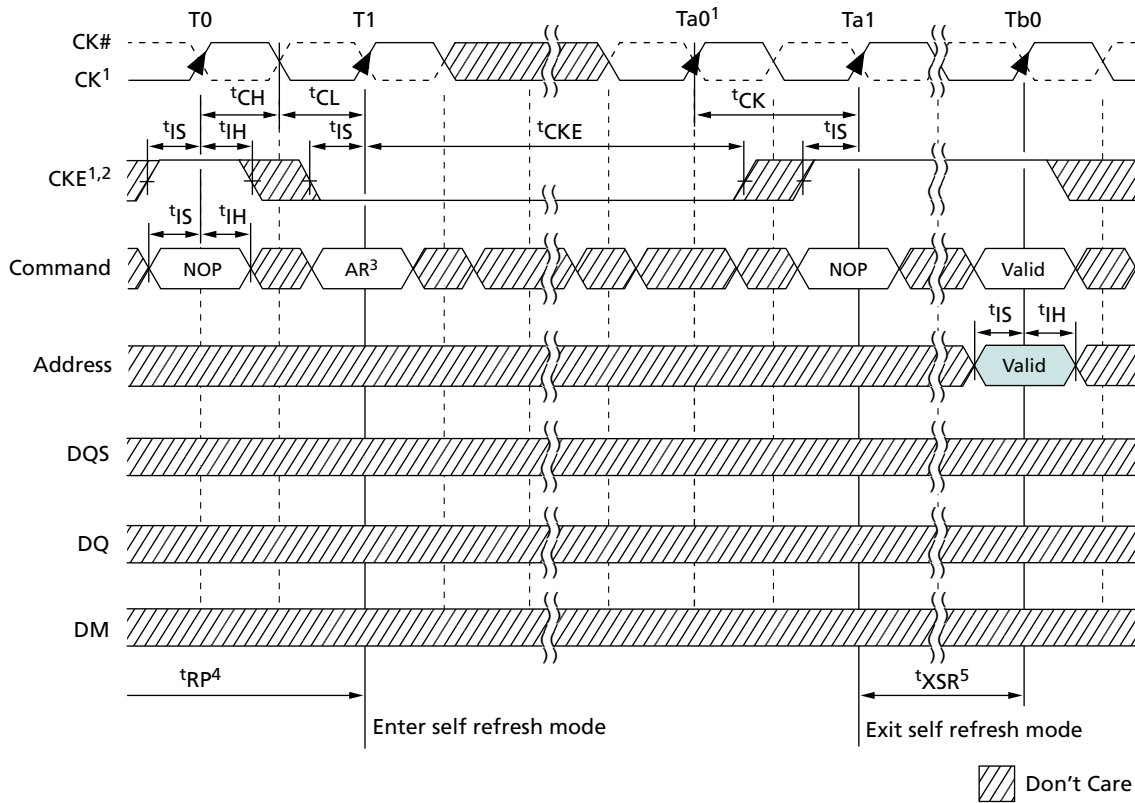 T0 T1 Ta0¹ Ta1 Tb0
CK#
CK¹
tCH tCL tCK
tIS tIH tIS tCKE tIS
CKE¹,²
tIS tIH
Command NOP AR³ NOP Valid
tIS tIH
Address Valid
DQS
DQ
DM
tRP⁴ tXSR⁵
Enter self refresh mode Exit self refresh mode
Don't Care